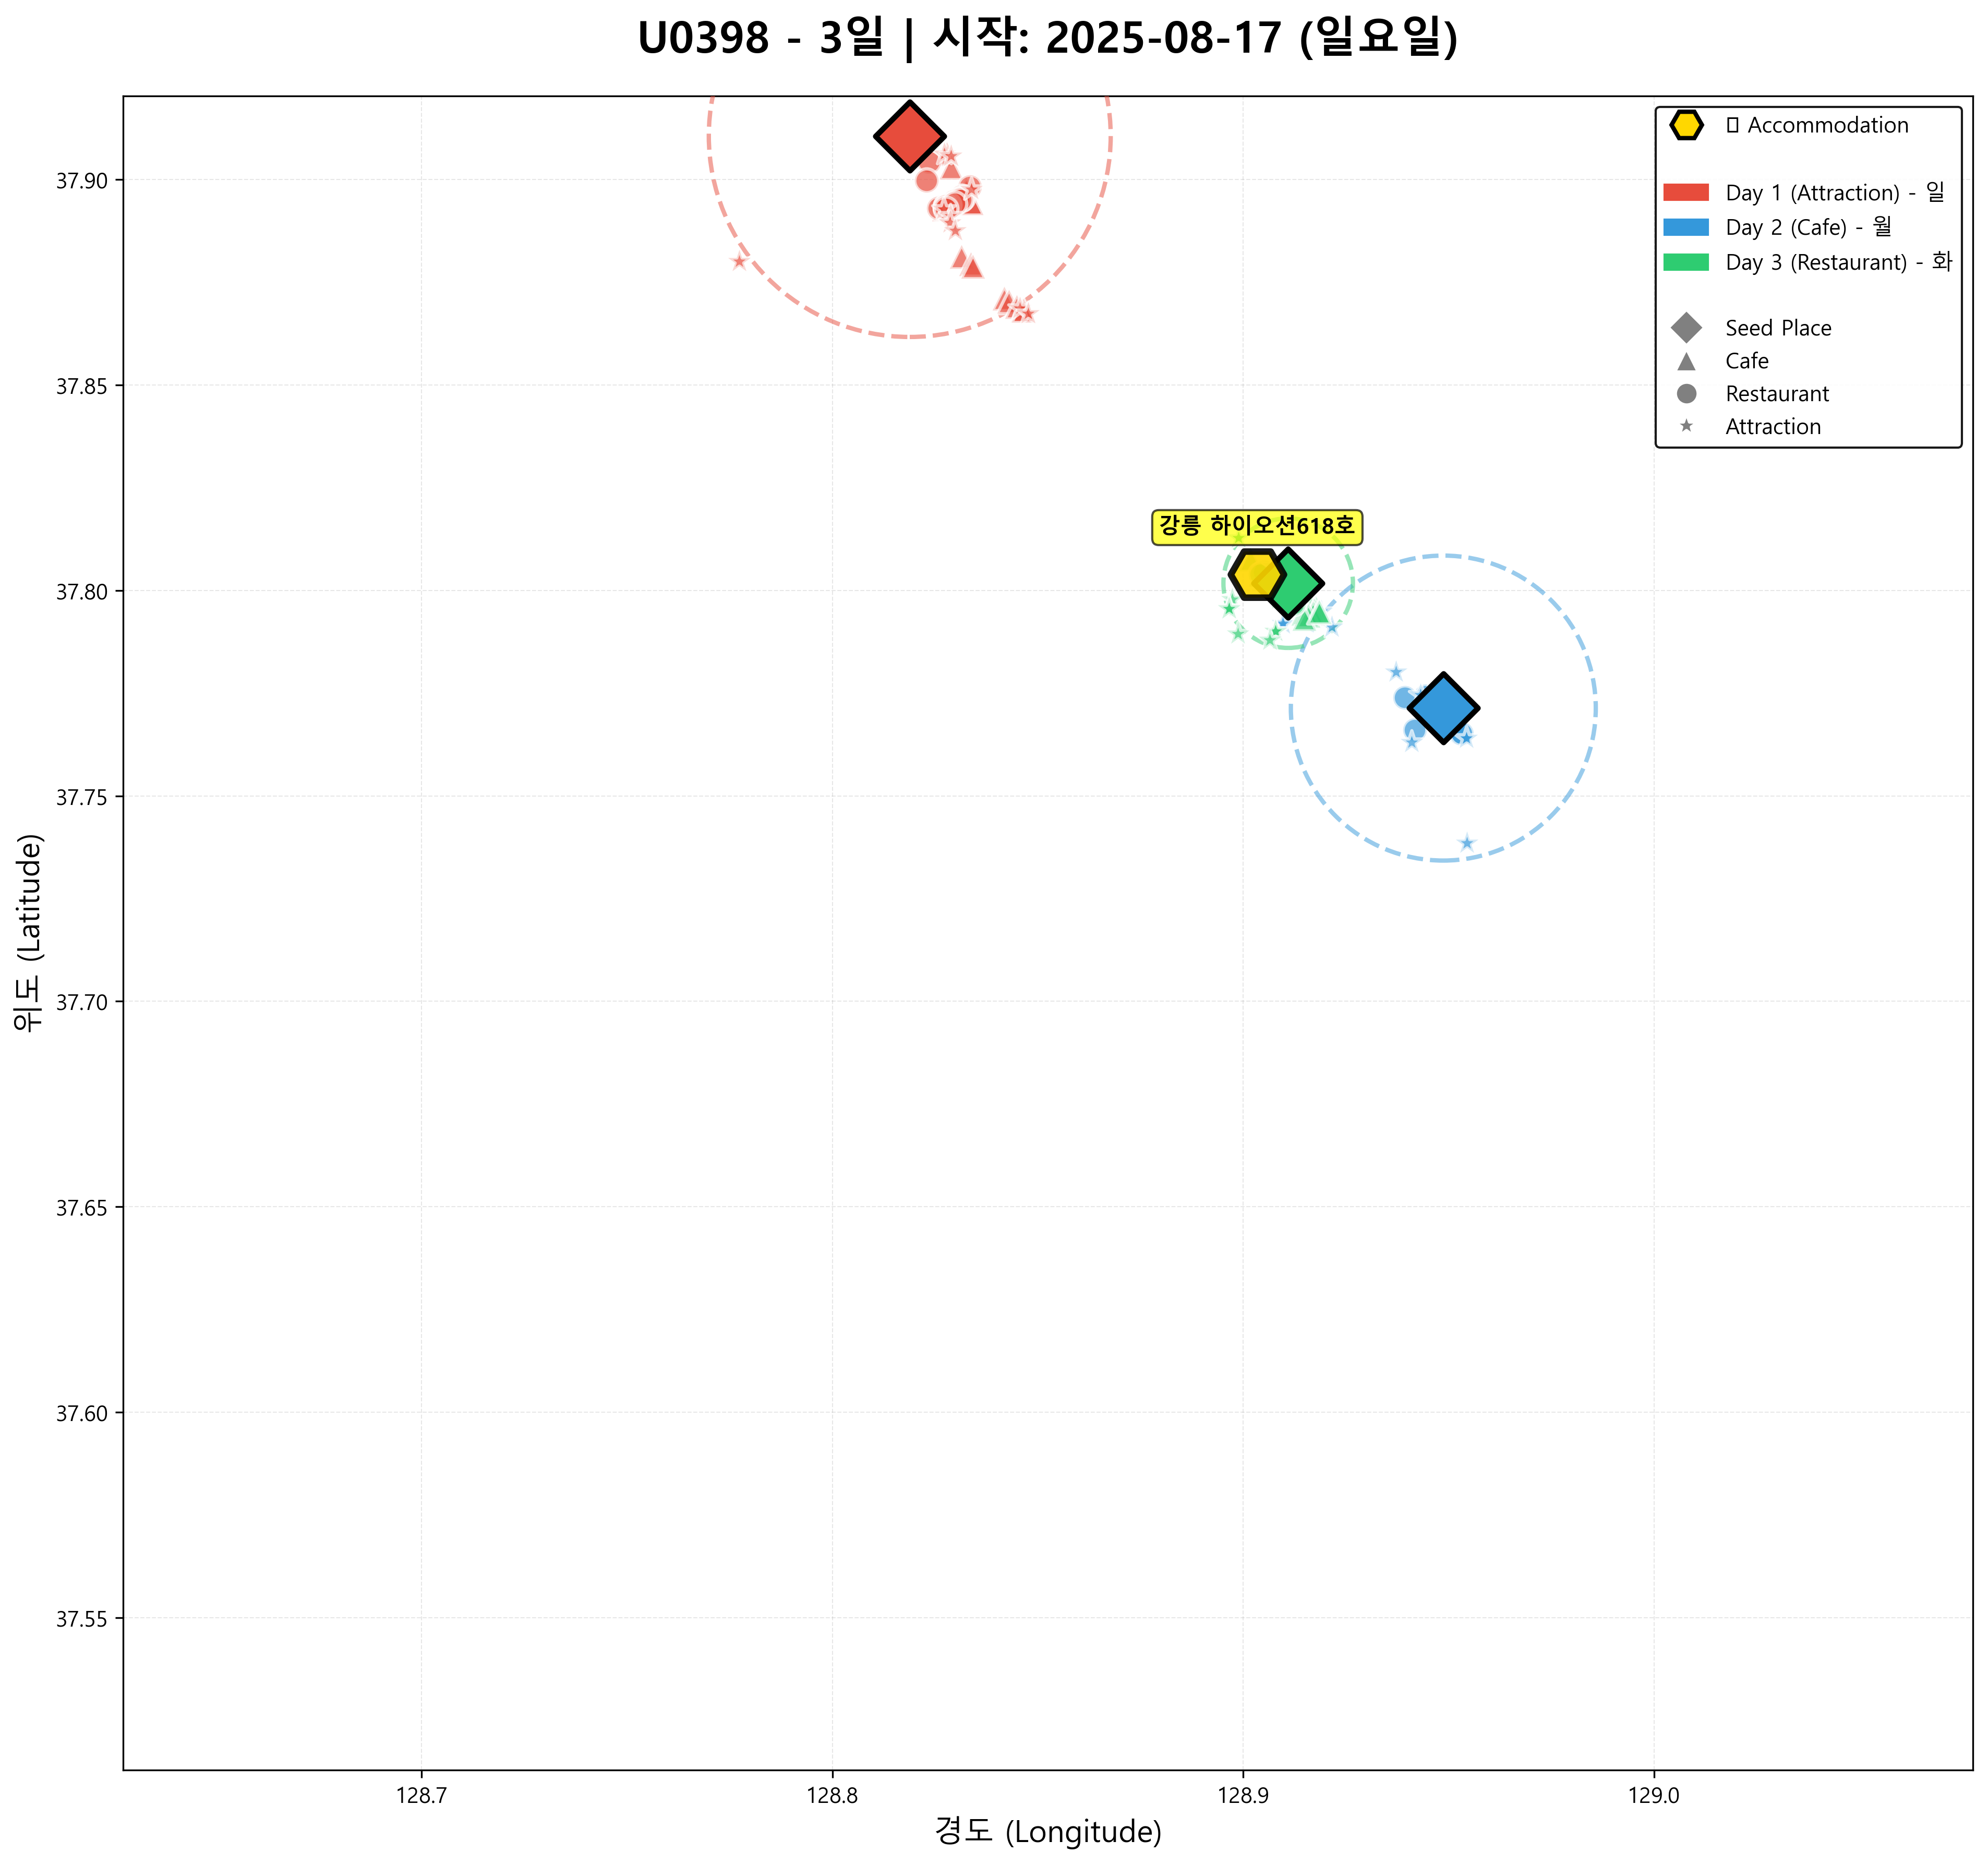 U0398 - 3일 | 시작: 2025-08-17 (일요일)
Accommodation
Day 1 (Attraction) - 일
Day 2 (Cafe) - 월
Day 3 (Restaurant) - 화
Seed Place
Cafe
Restaurant
Attraction
강릉 하이오션618호
37.90
37.85
37.80
37.75
37.70
37.65
37.60
37.55
위도 (Latitude)
128.7
128.8
128.9
129.0
경도 (Longitude)